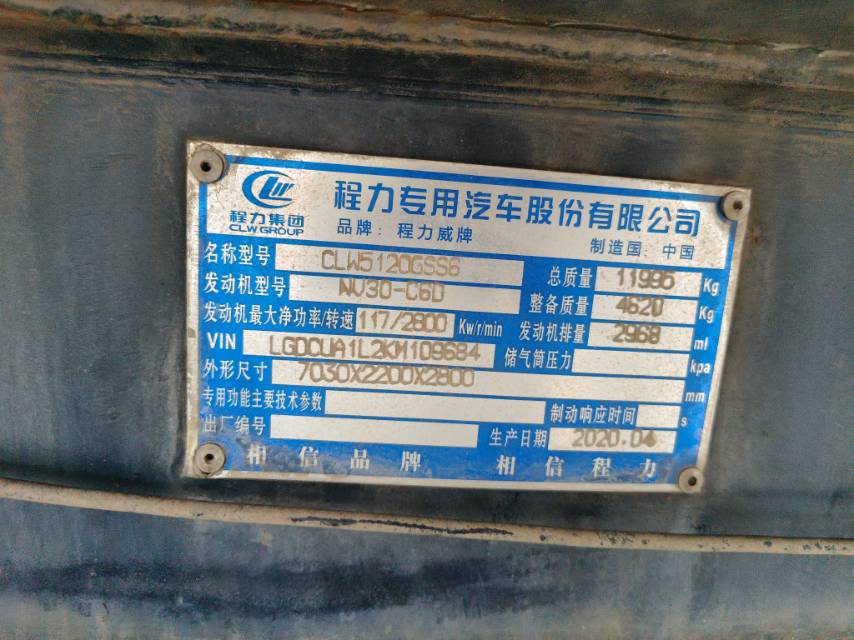 CLW
程力集团
CLW GROUP
程力专用汽车股份有限公司
品牌：程力威牌 制造国：中国
名称型号 CLW5120GSS6 总质量 11995 Kg
发动机型号 NV30-C6D 整备质量 4620 Kg
发动机最大净功率/转速 117/2800 Kw/r/min 发动机排量 2968 ml
VIN LGDCUA1L2KM109684 储气筒压力 kpa
外形尺寸 7030X2200X2800 mm
专用功能主要技术参数 制动响应时间 s
出厂编号 生产日期 2020.04
相信品牌 相信程力